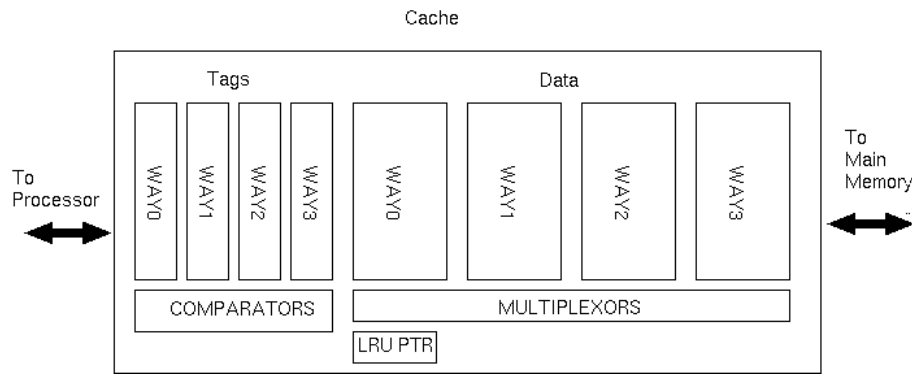 Cache
Tags
Data
WAY0
WAY1
WAY2
WAY3
WAY0
WAY1
WAY2
WAY3
To
Processor
To
Main
Memory
COMPARATORS
MULTIPLEXORS
LRU PTR